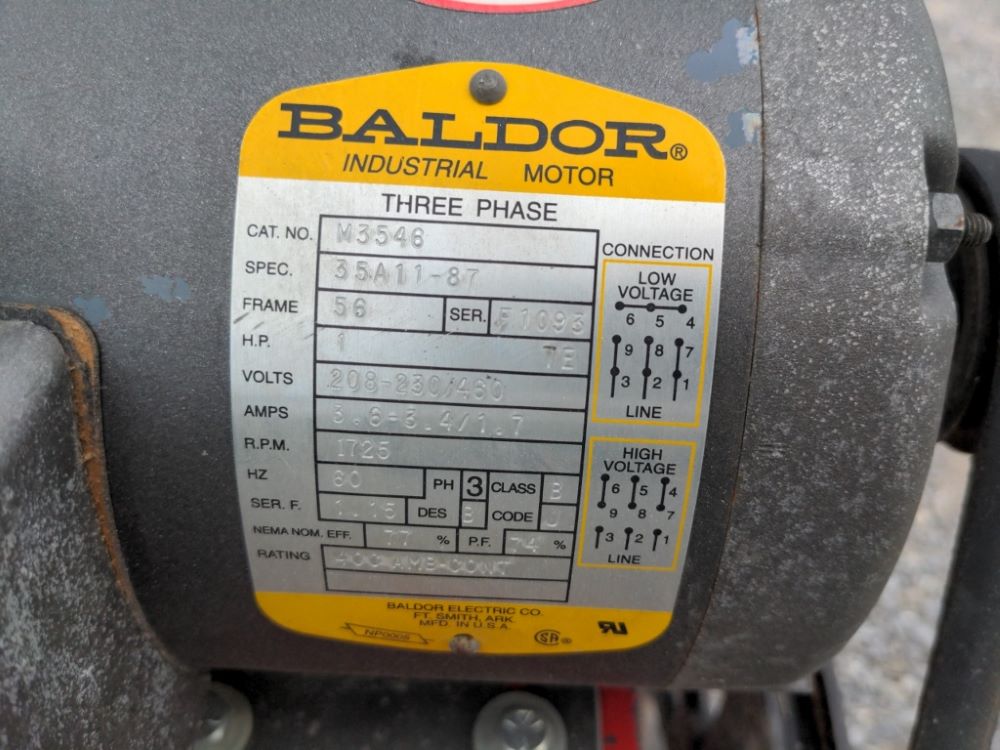 BALDOR®
INDUSTRIAL MOTOR
THREE PHASE
CAT. NO. M3546
SPEC. 35A11-87
FRAME 56 SER. F1093
H.P. 1 TE
VOLTS 208-230/460
AMPS 3.6-3.4/1.7
R.P.M. 1725
HZ 60 PH 3 CLASS B
SER. F. 1.15 DES B CODE J
NEMA NOM. EFF. 77 % P.F. 74 %
RATING 40C AMB-CONT
CONNECTION
LOW
VOLTAGE
6 5 4
9 8 7
3 2 1
LINE
HIGH
VOLTAGE
6 5 4
9 8 7
3 2 1
LINE
BALDOR ELECTRIC CO.
FT. SMITH, ARK.
MFD. IN U.S.A.
NP0005